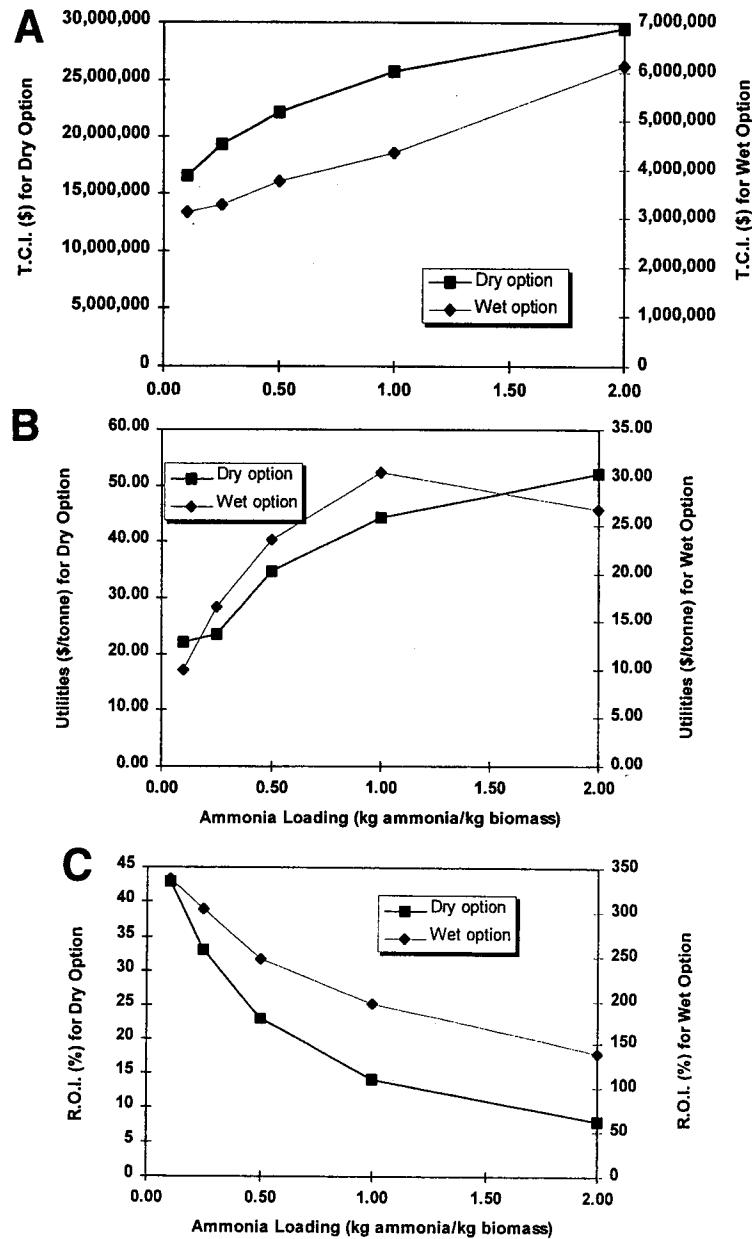 A
T.C.I. ($) for Dry Option
30,000,000
25,000,000
20,000,000
15,000,000
10,000,000
5,000,000
0
7,000,000
6,000,000
5,000,000
4,000,000
3,000,000
2,000,000
1,000,000
0
T.C.I. ($) for Wet Option
Dry option
Wet option
0.00 0.50 1.00 1.50 2.00
B
Utilities ($/tonne) for Dry Option
60.00
50.00
40.00
30.00
20.00
10.00
0.00
35.00
30.00
25.00
20.00
15.00
10.00
5.00
0.00
Utilities ($/tonne) for Wet Option
Dry option
Wet option
0.00 0.50 1.00 1.50 2.00
Ammonia Loading (kg ammonia/kg biomass)
C
R.O.I. (%) for Dry Option
45
40
35
30
25
20
15
10
5
0
350
300
250
200
150
100
50
0
R.O.I. (%) for Wet Option
Dry option
Wet option
0.00 0.50 1.00 1.50 2.00
Ammonia Loading (kg ammonia/kg biomass)